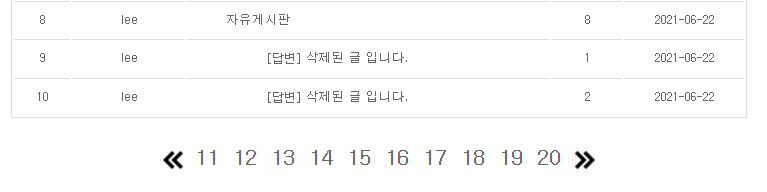 8 lee 자유게시판 8 2021-06-22
9 lee [답변] 삭제된 글 입니다. 1 2021-06-22
10 lee [답변] 삭제된 글 입니다. 2 2021-06-22
« 11 12 13 14 15 16 17 18 19 20 »